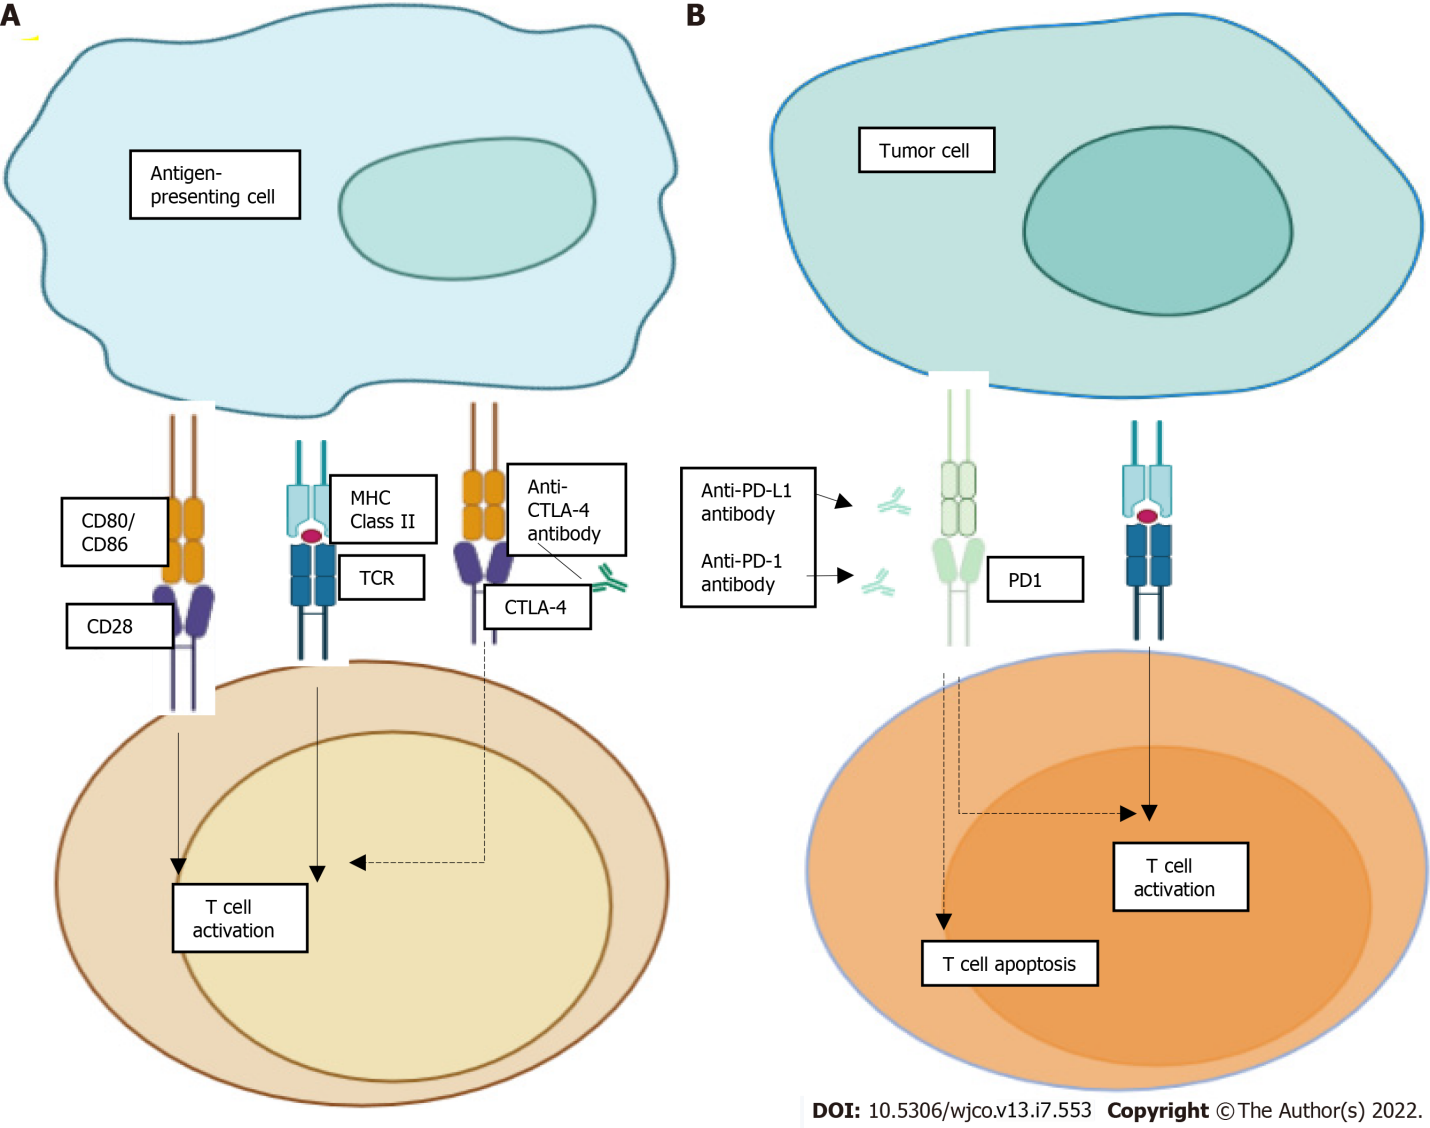 A
Antigen-
presenting cell
CD80/
CD86
CD28
MHC
Class II
TCR
Anti-
CTLA-4
antibody
CTLA-4
T cell
activation
B
Tumor cell
Anti-PD-L1
antibody
Anti-PD-1
antibody
PD1
T cell
activation
T cell apoptosis
DOI: 10.5306/wjco.v13.i7.553 Copyright ©The Author(s) 2022.